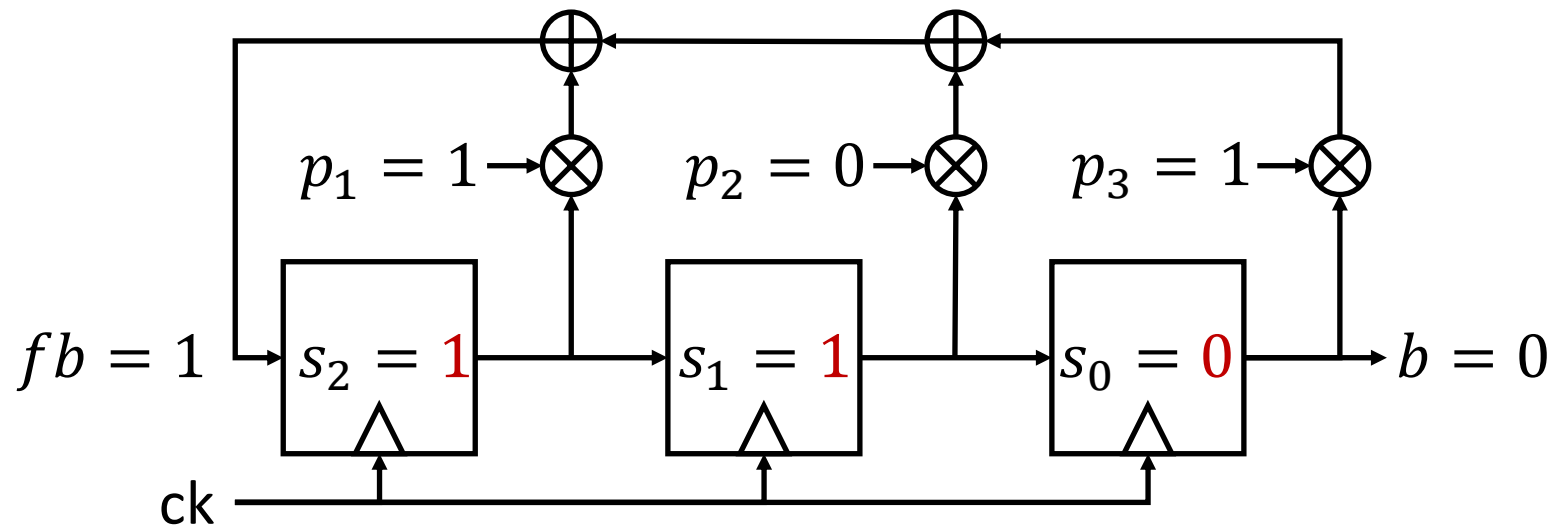 p₁ = 1
p₂ = 0
p₃ = 1
fb = 1
s₂ = 1
s₁ = 1
s₀ = 0
b = 0
ck